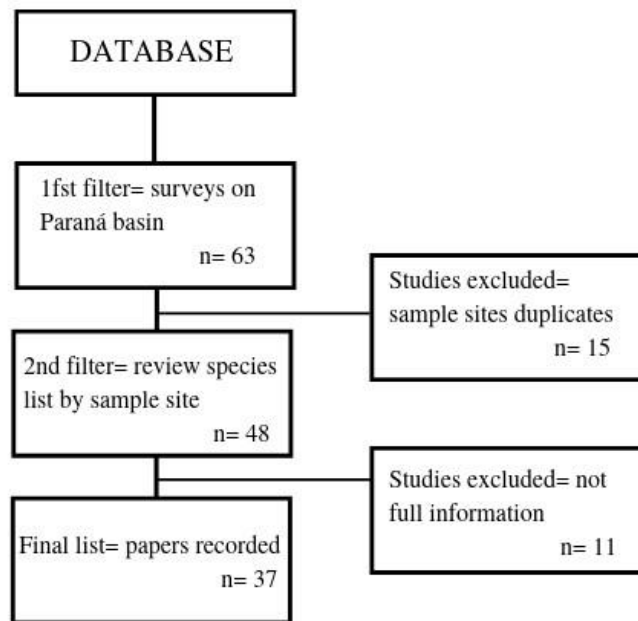 DATABASE
1fst filter= surveys on
Paraná basin
n= 63
Studies excluded=
sample sites duplicates
n= 15
2nd filter= review species
list by sample site
n= 48
Studies excluded= not
full information
n= 11
Final list= papers recorded
n= 37